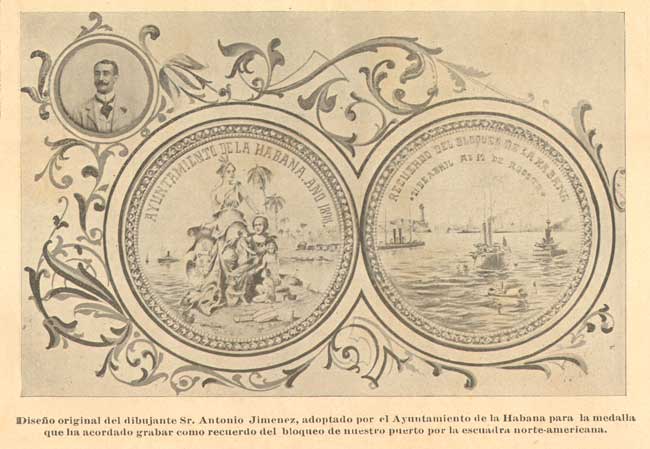 AYUNTAMIENTO DE LA HABANA. AÑO 1898
RECUERDO DEL BLOQUEO DE LA HABANA
ABRIL AL 12 DE AGOSTO
Diseño original del dibujante Sr. Antonio Jimenez, adoptado por el Ayuntamiento de la Habana para la medalla
que ha acordado grabar como recuerdo del bloqueo de nuestro puerto por la escuadra norte-americana.